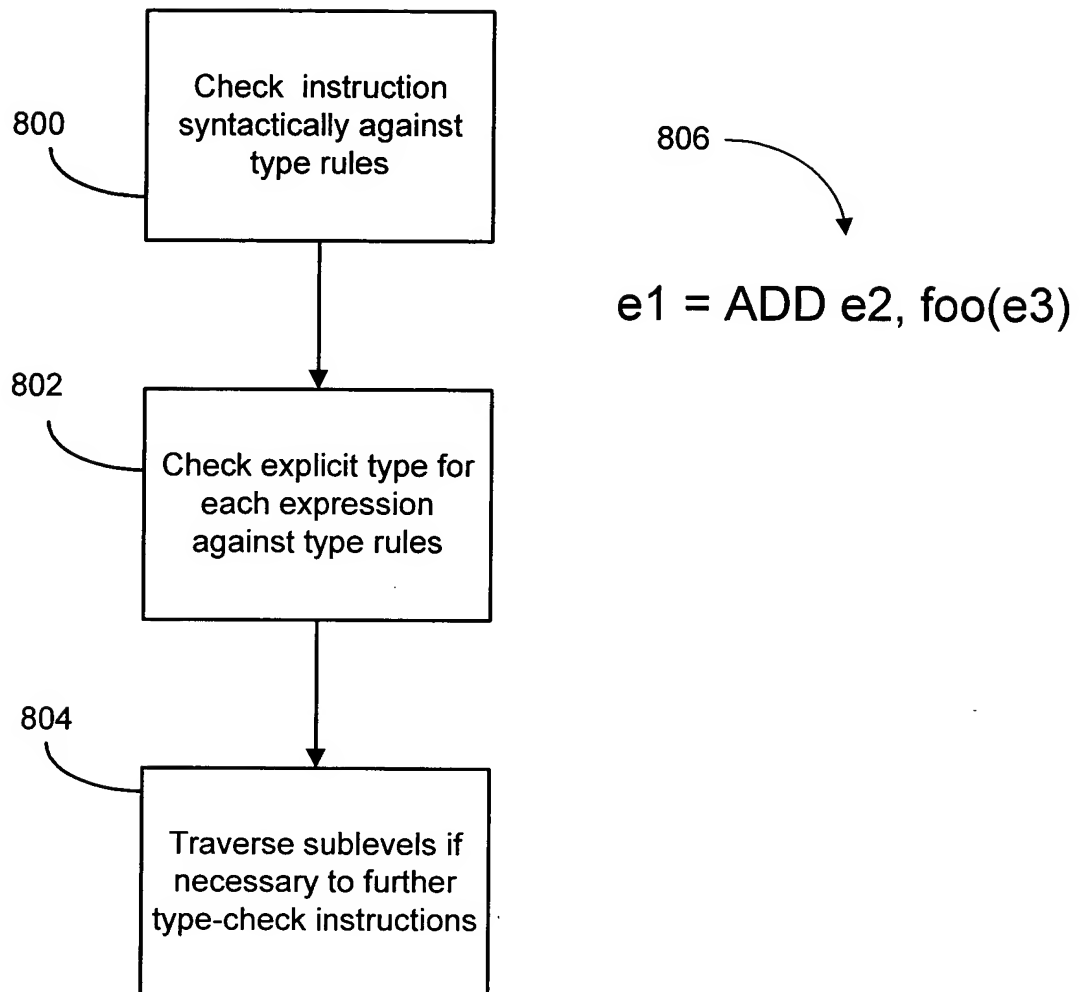 800
Check instruction
syntactically against
type rules
806
e1 = ADD e2, foo(e3)
802
Check explicit type for
each expression
against type rules
804
Traverse sublevels if
necessary to further
type-check instructions